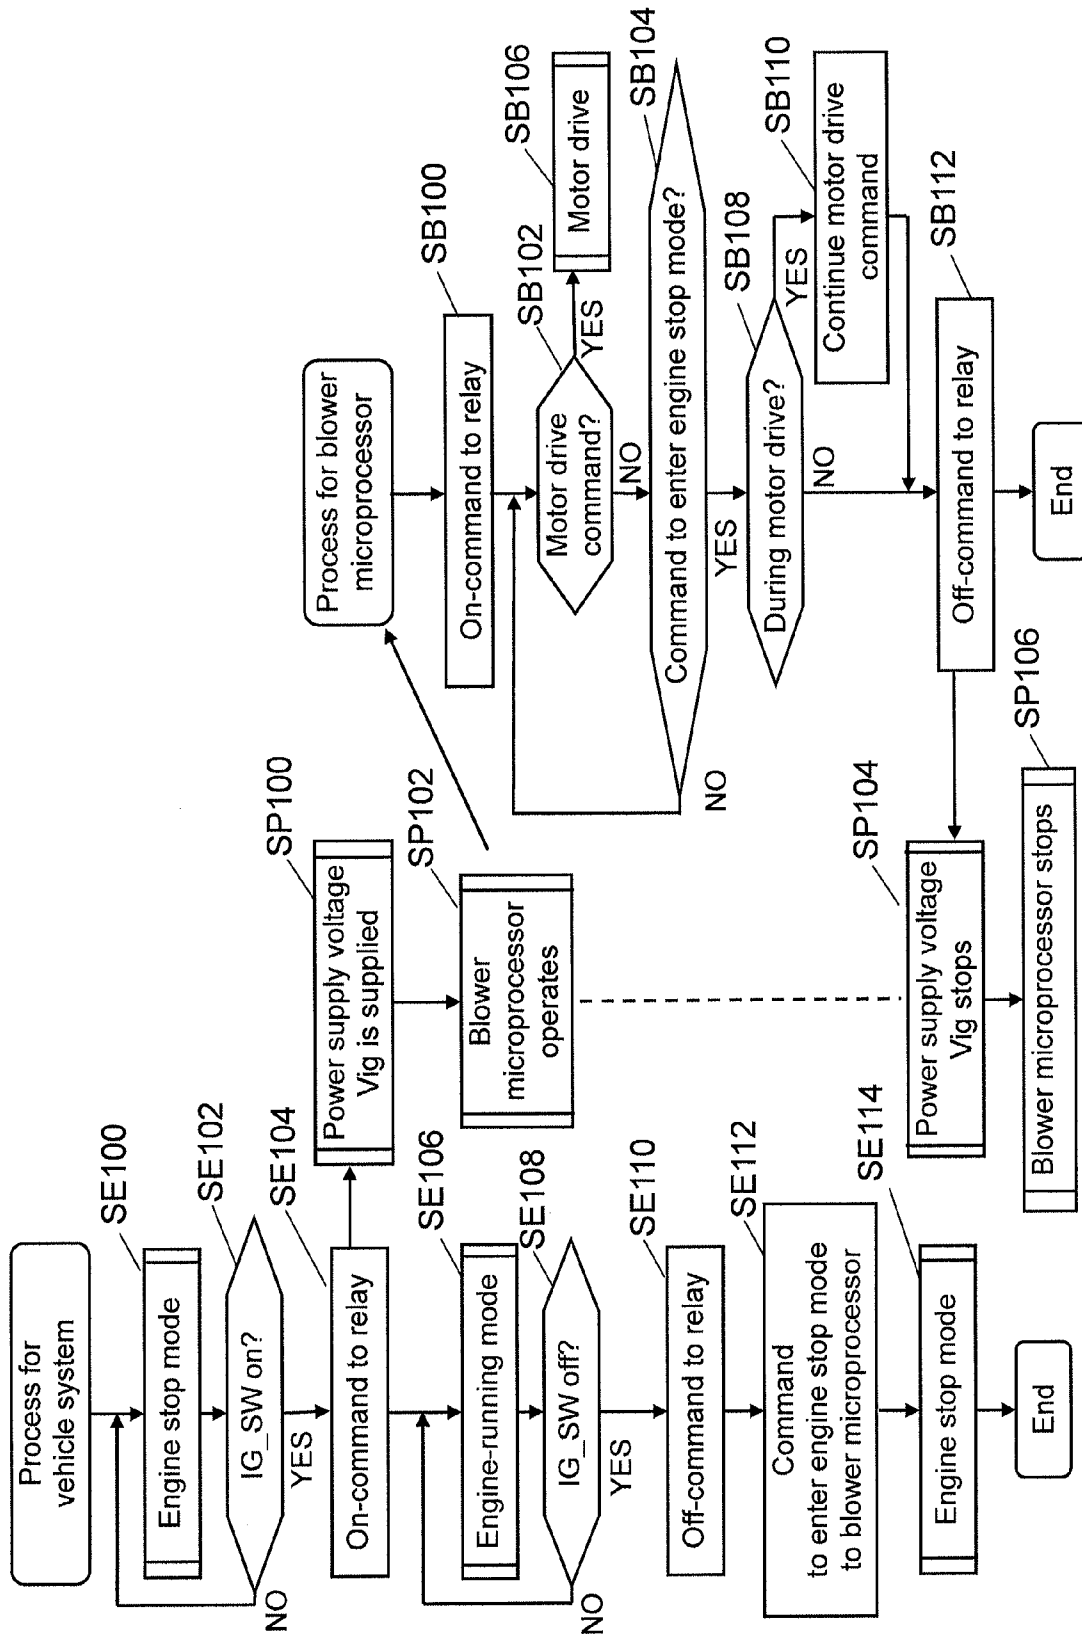 Process for
vehicle system
SE100
Engine stop mode
SE102
IG_SW on?
NO
YES
SE104
On-command to relay
SE106
Engine-running mode
SE108
IG_SW off?
NO
YES
SE110
Off-command to relay
SE112
Command
to enter engine stop mode
to blower microprocessor
SE114
Engine stop mode
End
SP100
Power supply voltage
Vig is supplied
SP102
Blower
microprocessor
operates
SP104
Power supply voltage
Vig stops
SP106
Blower microprocessor stops
Process for blower
microprocessor
SB100
On-command to relay
SB102
Motor drive
command?
YES
NO
SB106
Motor drive
SB104
Command to enter engine stop mode?
NO
YES
SB108
During motor drive?
YES
NO
SB110
Continue motor drive
command
SB112
Off-command to relay
End